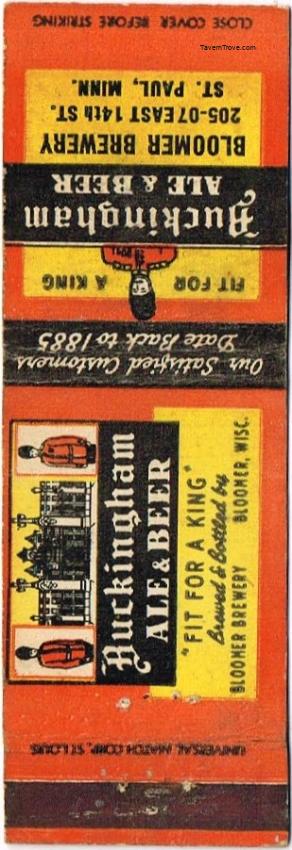 CLOSE COVER BEFORE STRIKING
TavernTrove.com
FIT FOR A KING
Buckingham
ALE & BEER
BLOOMER BREWERY
205-07 EAST 14th ST.
ST. PAUL, MINN.
Our Satisfied Customers
Date Back to 1885
Buckingham
ALE & BEER
"FIT FOR A KING"
Brewed & Bottled by
BLOOMER BREWERY BLOOMER, WISC.
UNIVERSAL MATCH CORP., ST. LOUIS